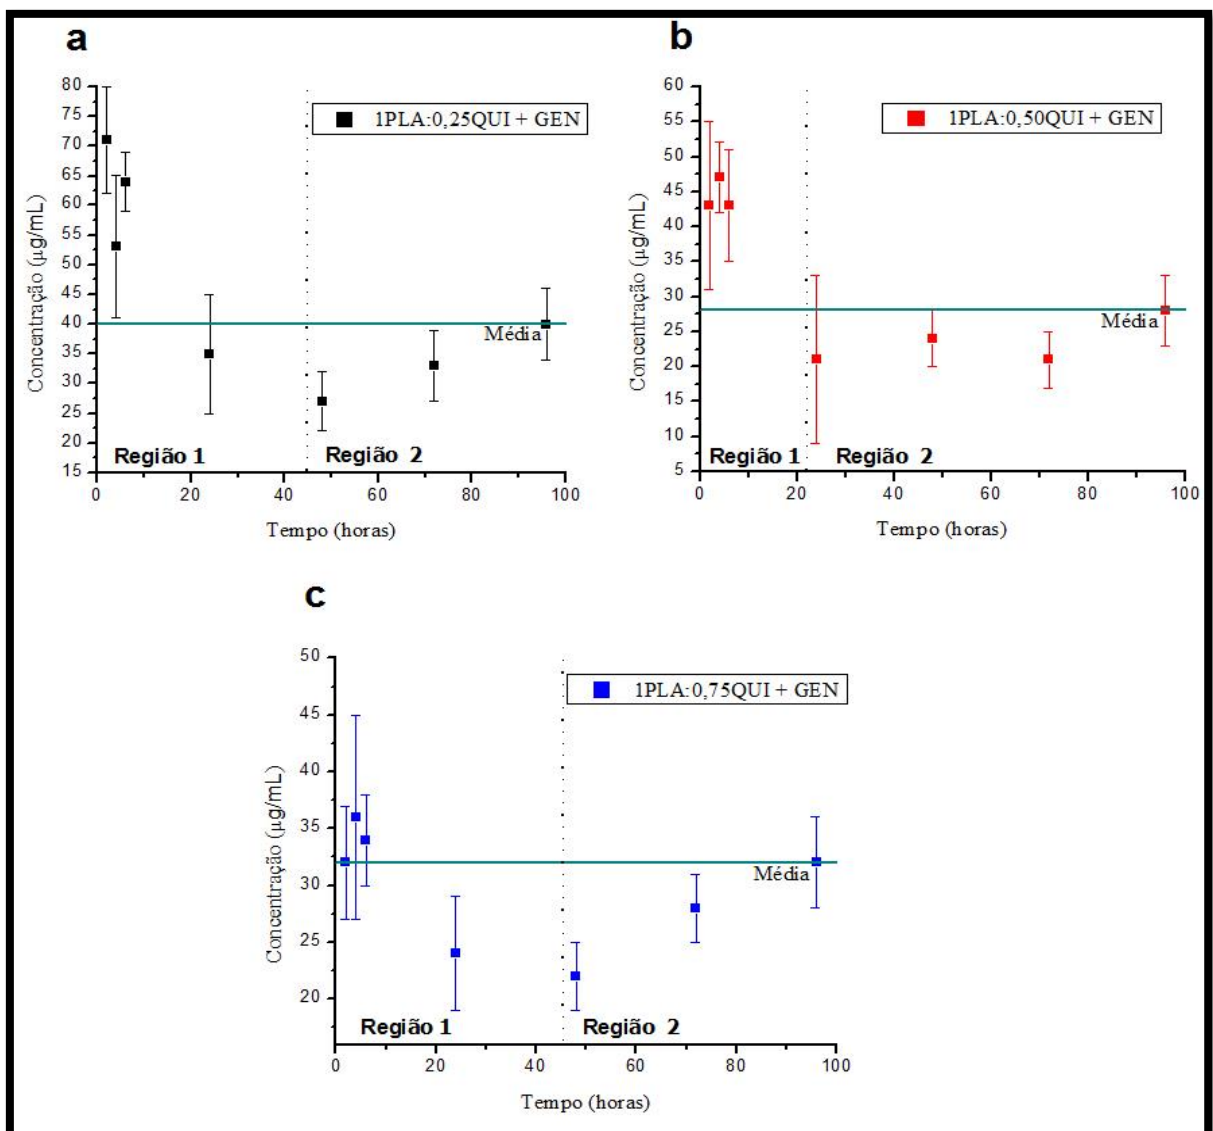 a
1PLA:0,25QUI + GEN
Concentração (µg/mL)
80
75
70
65
60
55
50
45
40
35
30
25
20
15
Média
Região 1
Região 2
0 20 40 60 80 100
Tempo (horas)
b
1PLA:0,50QUI + GEN
Concentração (µg/mL)
60
55
50
45
40
35
30
25
20
15
10
5
Média
Região 1
Região 2
0 20 40 60 80 100
Tempo (horas)
c
1PLA:0,75QUI + GEN
Concentração (µg/mL)
50
45
40
35
30
25
20
Média
Região 1
Região 2
0 20 40 60 80 100
Tempo (horas)